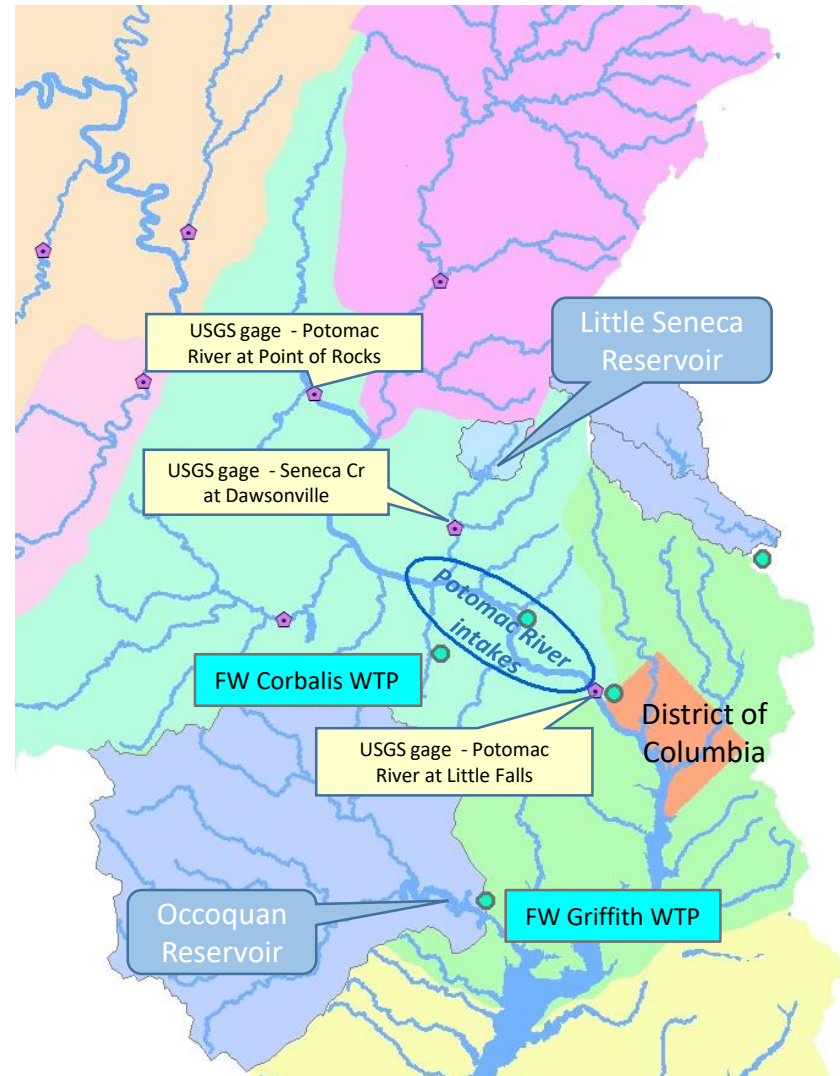 USGS gage - Potomac
River at Point of Rocks
Little Seneca
Reservoir
USGS gage - Seneca Cr
at Dawsonville
Potomac River
intakes
FW Corbalis WTP
District of
Columbia
USGS gage - Potomac
River at Little Falls
Occoquan
Reservoir
FW Griffith WTP